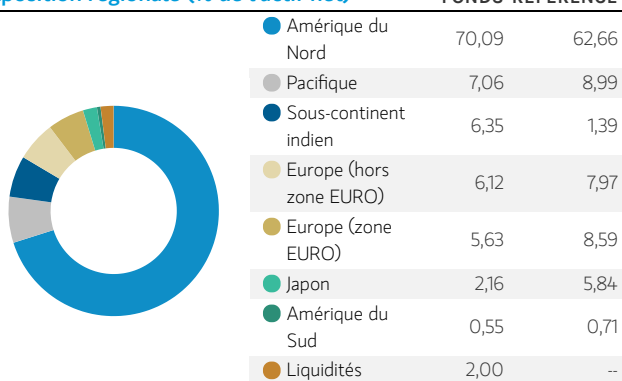 Amérique du
Nord 70,09 62,66
Pacifique 7,06 8,99
Sous-continent
indien 6,35 1,39
Europe (hors
zone EURO) 6,12 7,97
Europe (zone
EURO) 5,63 8,59
Japon 2,16 5,84
Amérique du
Sud 0,55 0,71
Liquidités 2,00 --